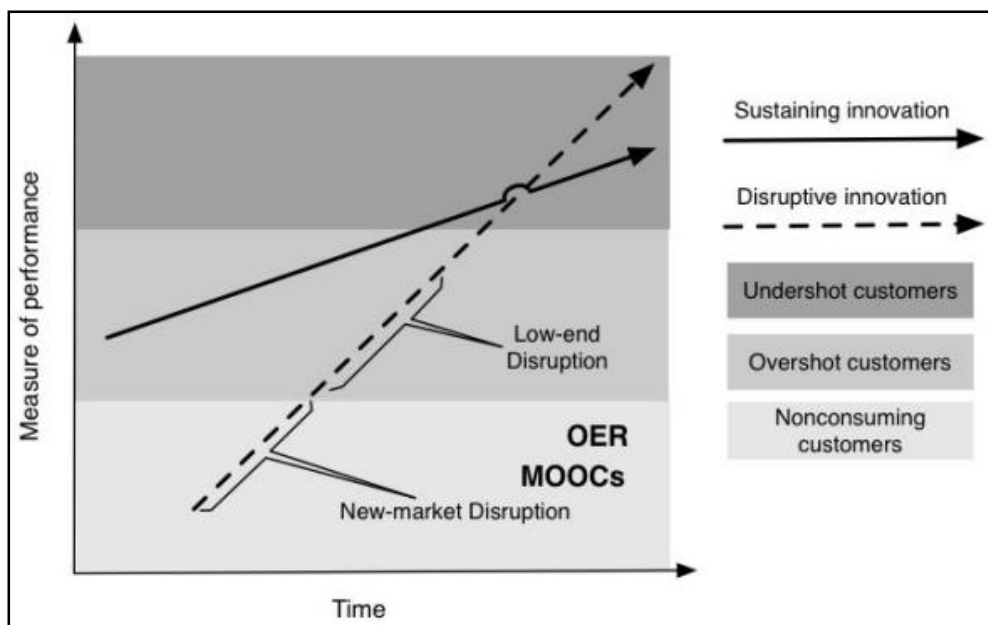 Measure of performance
Low-end
Disruption
OER
MOOCs
New-market Disruption
Time
Sustaining innovation
Disruptive innovation
Undershot customers
Overshot customers
Nonconsuming
customers